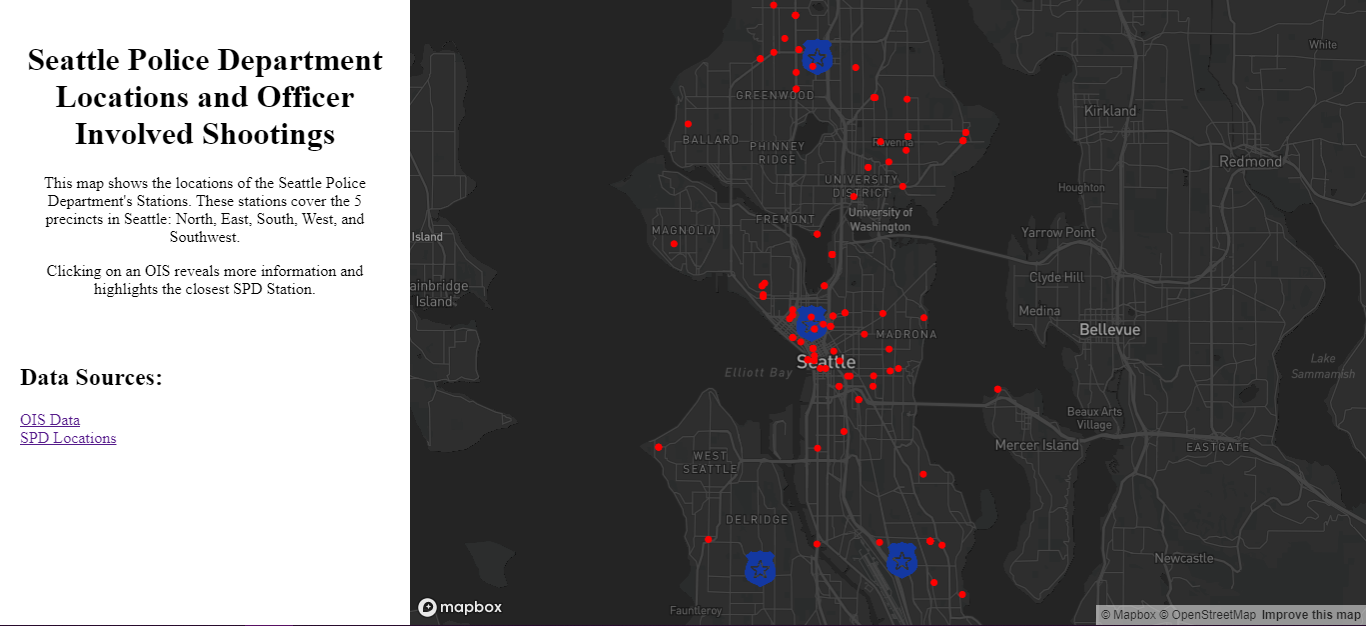 Seattle Police Department
Locations and Officer
Involved Shootings
This map shows the locations of the Seattle Police
Department's Stations. These stations cover the 5
precincts in Seattle: North, East, South, West, and
Southwest.
Clicking on an OIS reveals more information and
highlights the closest SPD Station.
Data Sources:
OIS Data
SPD Locations
White
GREENWOOD
Kirkland
BALLARD
PHINNEY
RIDGE
Ravenna
Redmond
UNIVERSITY
DISTRICT
Houghton
FREMONT
University of
Washington
MAGNOLIA
Island
Yarrow Point
ainbridge
Island
Clyde Hill
Medina
Bellevue
MADRONA
Seattle
Elliott Bay
Lake
Sammamish
Beaux Arts
Village
Mercer Island
EASTGATE
WEST
SEATTLE
DELRIDGE
Newcastle
Fauntleroy
mapbox
© Mapbox © OpenStreetMap Improve this map